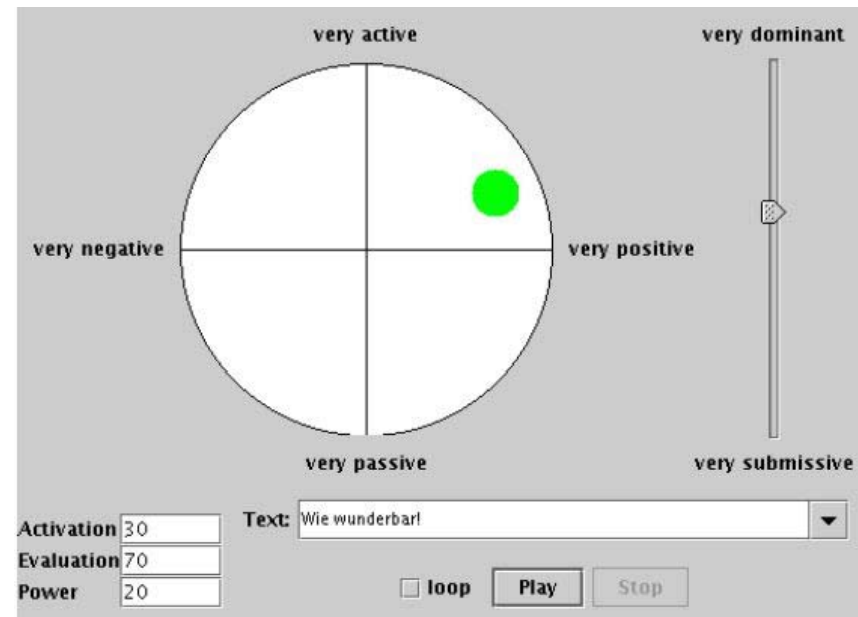 very active
very dominant
very negative
very positive
very passive
very submissive
Activation 30
Evaluation 70
Power 20
Text: Wie wunderbar!
loop Play Stop